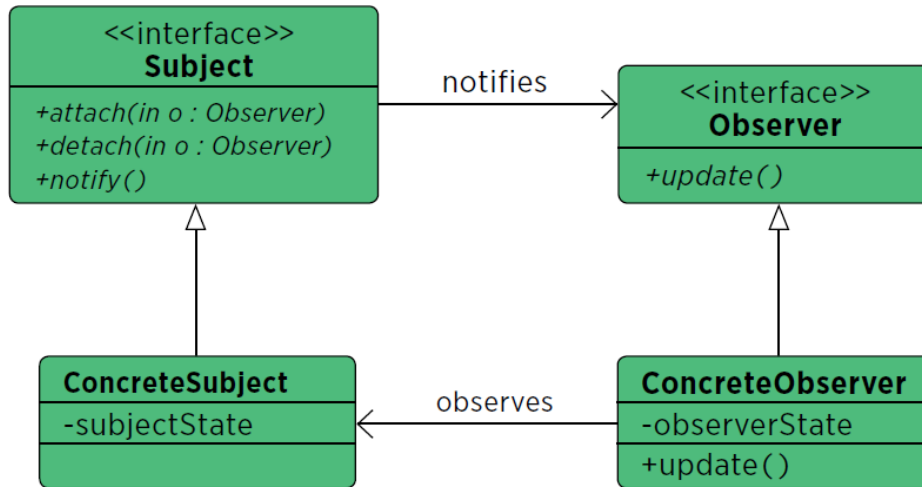 <<interface>>
Subject
+attach(in o : Observer)
+detach(in o : Observer)
+notify()
notifies
<<interface>>
Observer
+update()
ConcreteSubject
-subjectState
observes
ConcreteObserver
-observerState
+update()